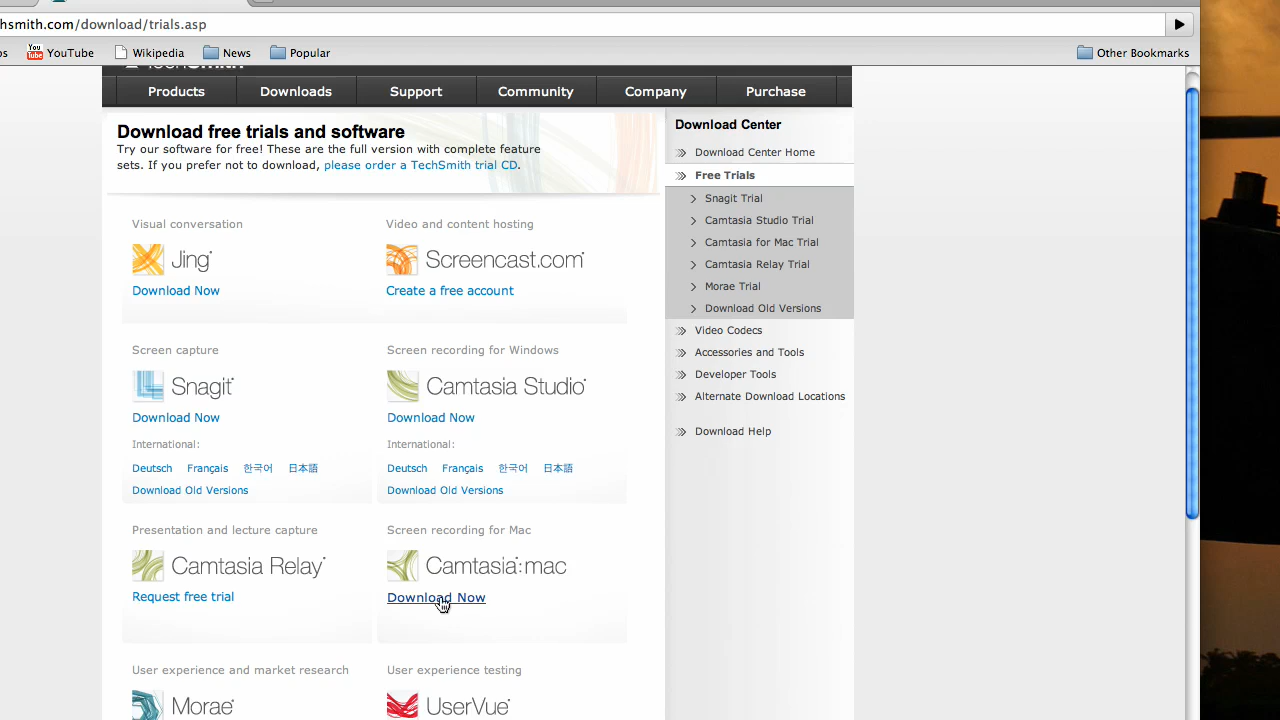 hsmith.com/download/trials.asp
You Tube YouTube Wikipedia News Popular Other Bookmarks
TechSmith
Products Downloads Support Community Company Purchase
Download free trials and software
Try our software for free! These are the full version with complete feature
sets. If you prefer not to download, please order a TechSmith trial CD.
Visual conversation
Jing
Download Now
Video and content hosting
Screencast.com
Create a free account
Screen capture
Snagit
Download Now
International:
Deutsch Français 한국어 日本語
Download Old Versions
Screen recording for Windows
Camtasia Studio
Download Now
International:
Deutsch Français 한국어 日本語
Download Old Versions
Presentation and lecture capture
Camtasia Relay
Request free trial
Screen recording for Mac
Camtasia:mac
Download Now
User experience and market research
Morae
User experience testing
UserVue
Download Center
Download Center Home
Free Trials
Snagit Trial
Camtasia Studio Trial
Camtasia for Mac Trial
Camtasia Relay Trial
Morae Trial
Download Old Versions
Video Codecs
Accessories and Tools
Developer Tools
Alternate Download Locations
Download Help